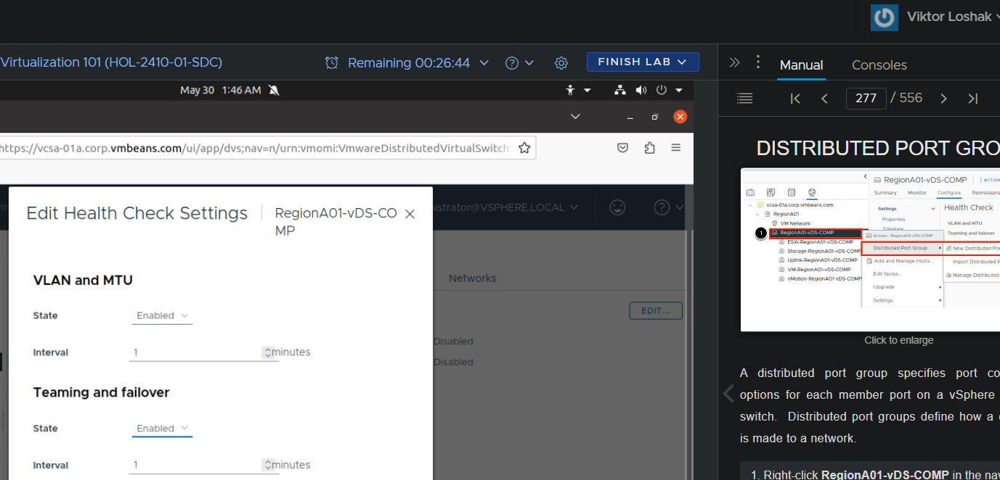 Viktor Loshak
Virtualization 101 (HOL-2410-01-SDC)
Remaining 00:26:44
FINISH LAB
Manual
Consoles
May 30 1:46 AM
277 / 556
https://vcsa-01a.corp.vmbeans.com/ui/app/dvs;nav=n/urn:vmomi:VmwareDistributedVirtualSwitch:
DISTRIBUTED PORT GRO
RegionA01-vDS-COMP
ACTION
Summary Monitor Configure Permissions
vcsa-01a.corp.vmbeans.com
RegionA01
VM Network
1
RegionA01-vDS-COMP
ESXi-RegionA01-vDS-COMP
Storage-RegionA01-vDS-COMP
Uplink-RegionA01-vDS-COMP
VM-RegionA01-vDS-COMP
vMotion-RegionA01-vDS-COMP
Settings
Properties
Topology
Health Check
VLAN and MTU
Teaming and failover
Actions - RegionA01-vDS-COMP
Distributed Port Group
Add and Manage Hosts...
Edit Notes...
Upgrade
Settings
New Distributed Por
Import Distributed P
Manage Distributed
Click to enlarge
Edit Health Check Settings
RegionA01-vDS-CO
MP
nistrator@VSPHERE.LOCAL
VLAN and MTU
State Enabled
Interval 1 minutes
Teaming and failover
State Enabled
Interval 1 minutes
Networks
EDIT...
Disabled
Disabled
A distributed port group specifies port co
options for each member port on a vSphere
switch. Distributed port groups define how a
is made to a network.
1. Right-click RegionA01-vDS-COMP in the nav